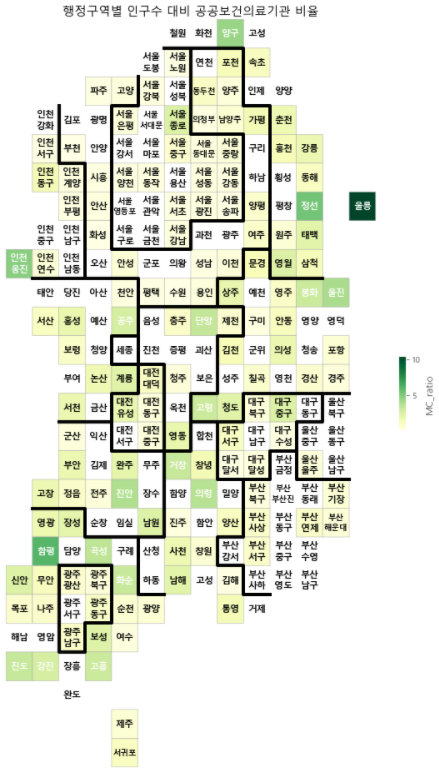 행정구역별 인구수 대비 공공보건의료기관 비율
철원 화천 양구 고성
서울 서울 연천 포천 속초
도봉 노원
파주 고양 서울 서울 동두천 양주 인제 양양
강북 성북
인천 김포 광명 서울 서울 서울 의정부 남양주 가평 춘천
강화 은평 서대문 종로
인천 부천 안양 서울 서울 서울 서울 서울 구리 홍천 강릉
서구 강서 마포 중구 동대문 중랑
인천 인천 시흥 서울 서울 서울 서울 서울 하남 횡성 동해
동구 계양 양천 동작 용산 성동 강동
인천 안산 서울 서울 서울 서울 서울 양평 평창 정선 울릉
부평 영등포 관악 서초 광진 송파
인천 인천 화성 서울 서울 서울 과천 광주 여주 원주 태백
중구 남구 구로 금천 강남
인천 인천 인천 오산 안성 군포 의왕 성남 이천 문경 영월 삼척
옹진 연수 남동
태안 당진 아산 천안 평택 수원 용인 상주 예천 영주 봉화 울진
서산 홍성 예산 공주 음성 충주 단양 제천 구미 안동 영양 영덕
보령 청양 세종 진천 증평 괴산 김천 군위 의성 청송 포항
부여 논산 계룡 대전 청주 보은 성주 칠곡 영천 경산 경주
대덕
서천 금산 대전 대전 옥천 고령 청도 대구 대구 대구 울산
유성 동구 북구 중구 동구 북구
군산 익산 대전 대전 영동 합천 대구 대구 대구 울산 울산
서구 중구 서구 남구 수성 중구 동구
부안 김제 완주 무주 거창 창녕 대구 대구 부산 울산 울산
달서 달성 금정 울주 남구
고창 정읍 전주 진안 장수 함양 의령 밀양 부산 부산 부산 부산
북구 부산진 동래 기장
영광 장성 순창 임실 남원 진주 함안 양산 부산 부산 부산 부산
사상 동구 연제 해운대
함평 담양 곡성 구례 산청 사천 창원 부산 부산 부산 부산
강서 서구 중구 수영
신안 무안 광주 광주 화순 하동 남해 고성 김해 부산 부산 부산
광산 북구 사하 영도 남구
목포 나주 광주 광주 순천 광양 통영 거제
서구 동구
해남 영암 광주 보성 여수
남구
진도 강진 장흥 고흥
완도
제주
서귀포
10
5
MC_ratio